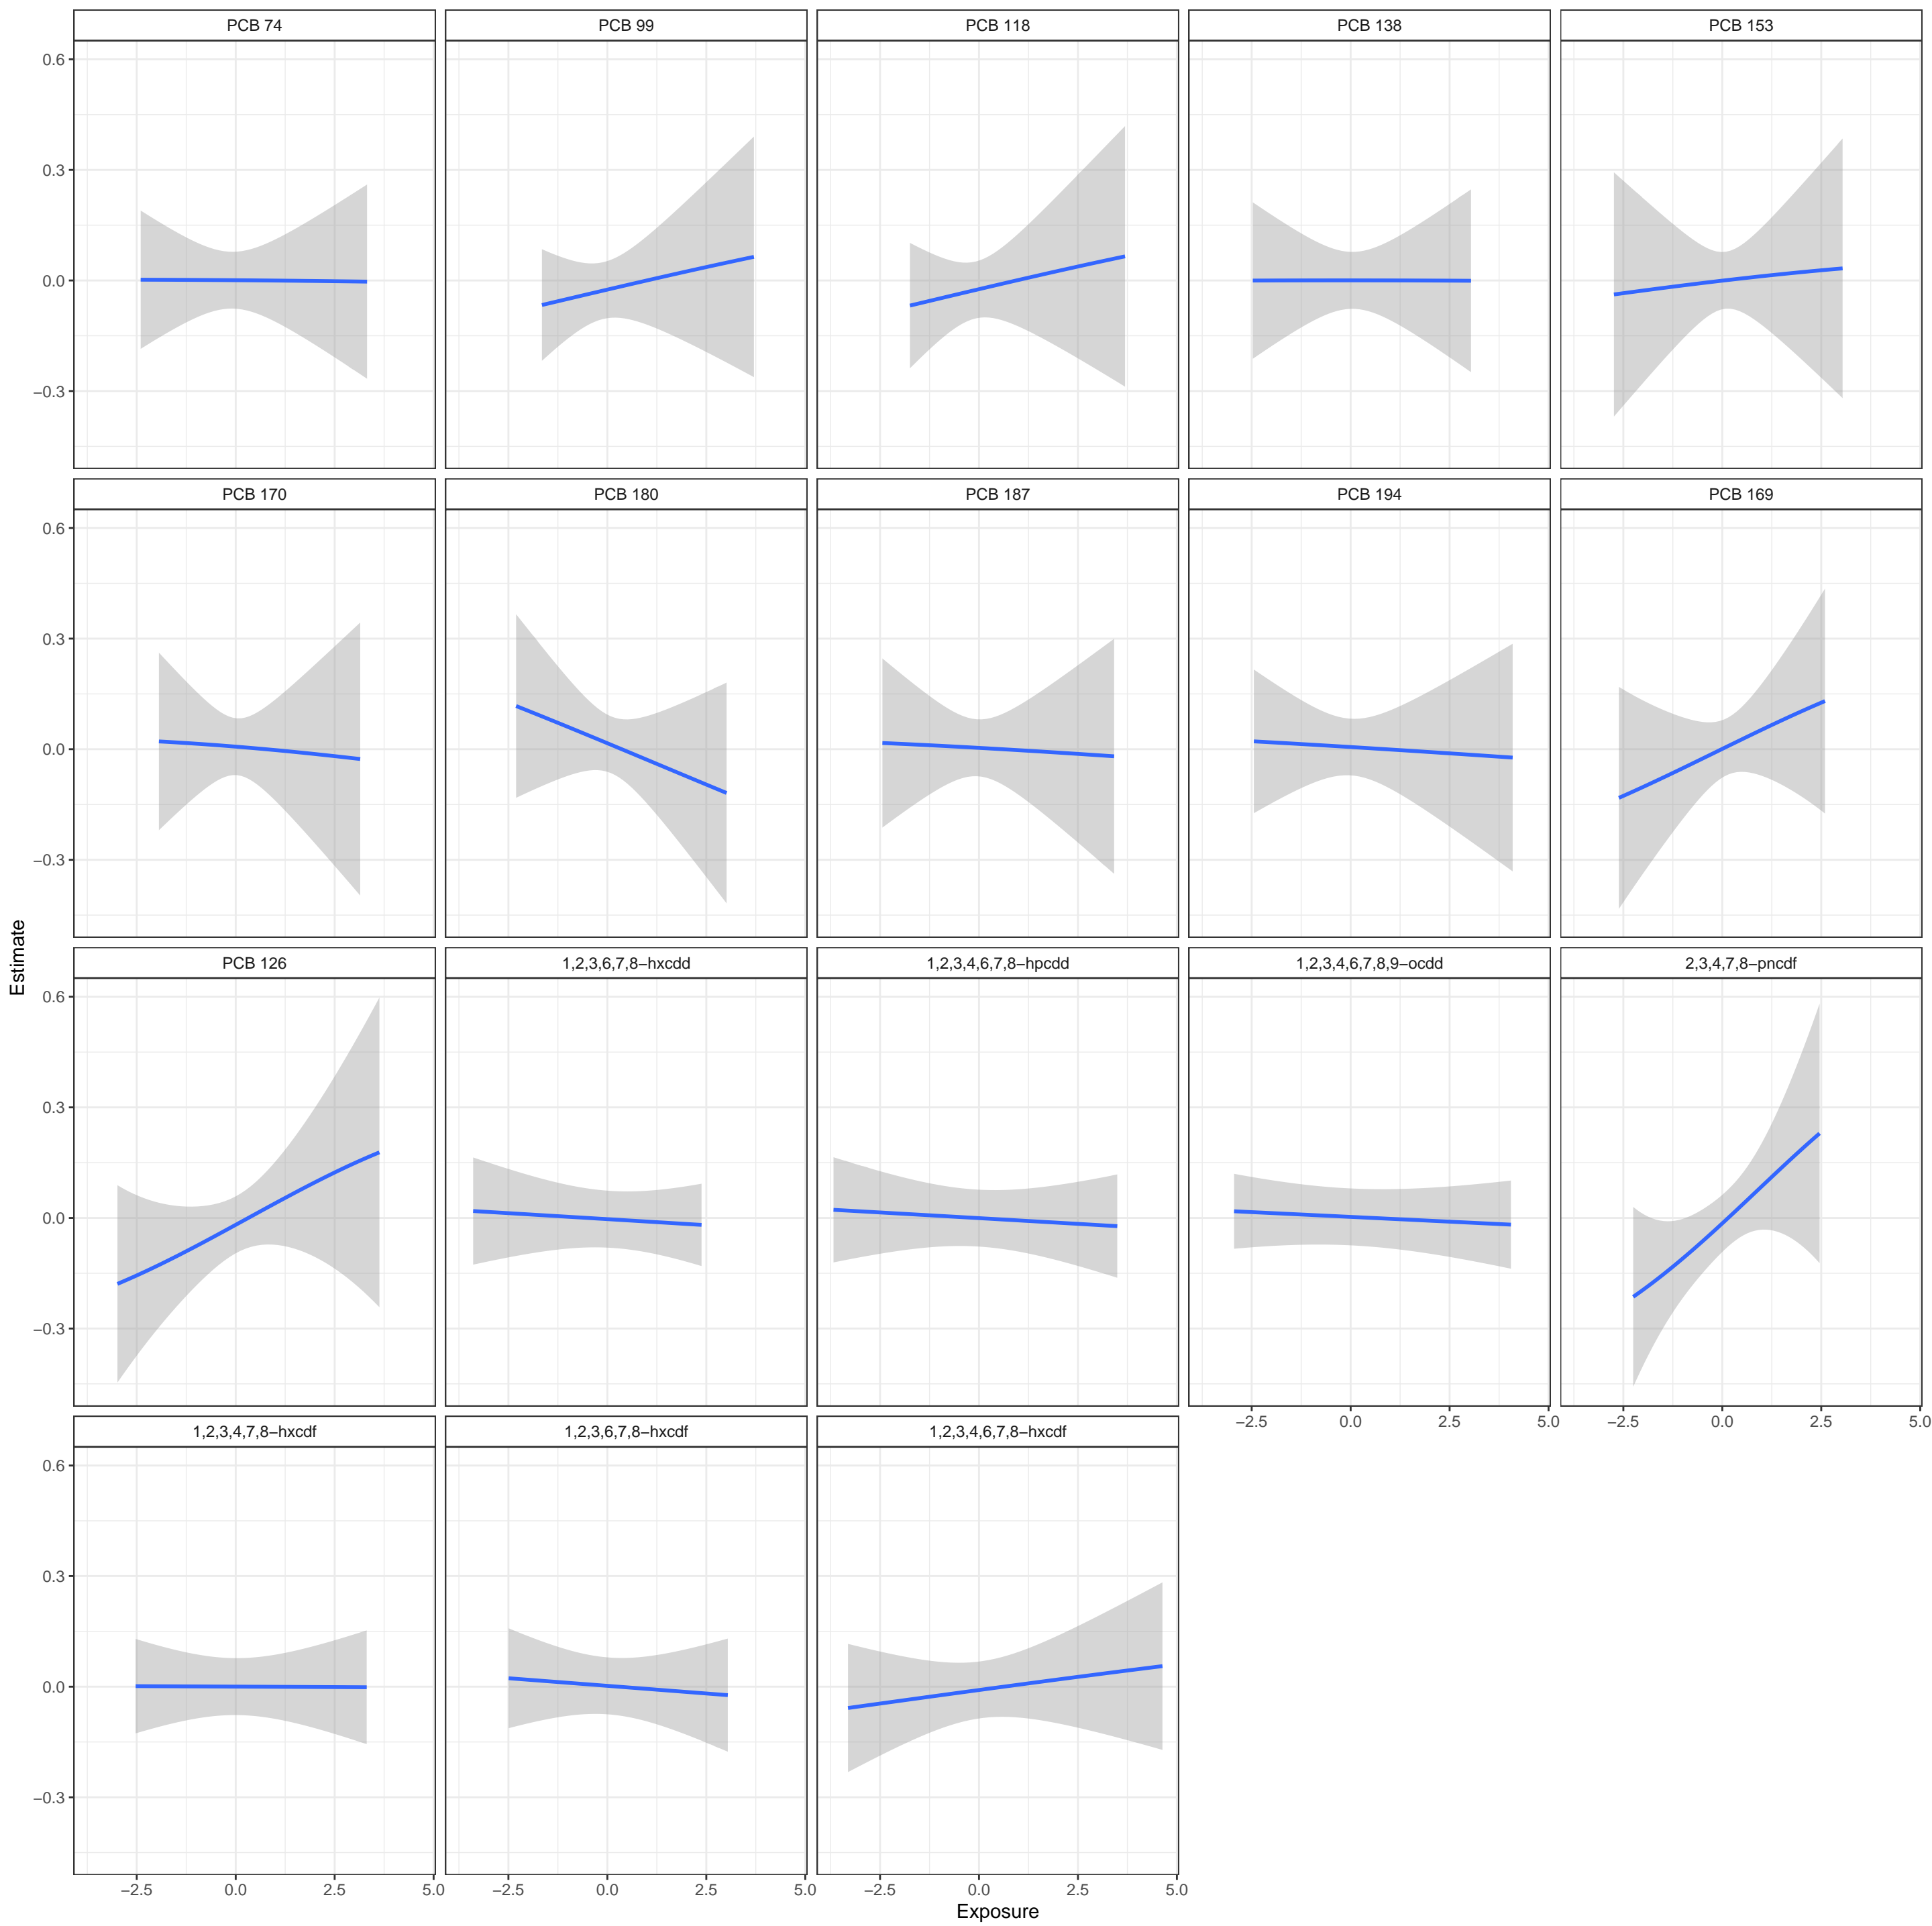 PCB 74 PCB 99 PCB 118 PCB 138 PCB 153
0.6
0.3
0.0
−0.3
PCB 170 PCB 180 PCB 187 PCB 194 PCB 169
0.6
0.3
0.0
−0.3
Estimate
PCB 126 1,2,3,6,7,8−hxcdd 1,2,3,4,6,7,8−hpcdd 1,2,3,4,6,7,8,9−ocdd 2,3,4,7,8−pncdf
0.6
0.3
0.0
−0.3
−2.5 0.0 2.5 5.0 −2.5 0.0 2.5 5.0
1,2,3,4,7,8−hxcdf 1,2,3,6,7,8−hxcdf 1,2,3,4,6,7,8−hxcdf
0.6
0.3
0.0
−0.3
−2.5 0.0 2.5 5.0 −2.5 0.0 2.5 5.0 −2.5 0.0 2.5 5.0
Exposure